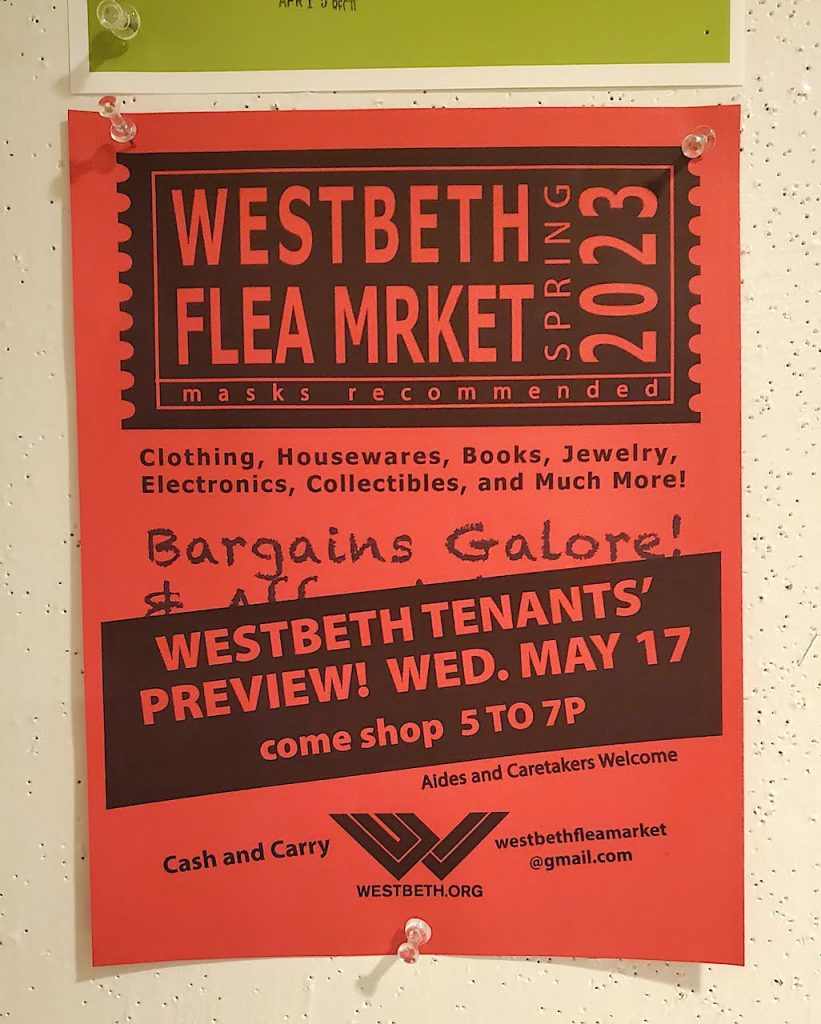 WESTBETH
FLEA MRKET
SPRING
2023
masks recommended
Clothing, Housewares, Books, Jewelry,
Electronics, Collectibles, and Much More!
Bargains Galore!
&
WESTBETH TENANTS'
PREVIEW! WED. MAY 17
come shop 5 TO 7P
Aides and Caretakers Welcome
Cash and Carry
westbethfleamarket
@gmail.com
WESTBETH.ORG